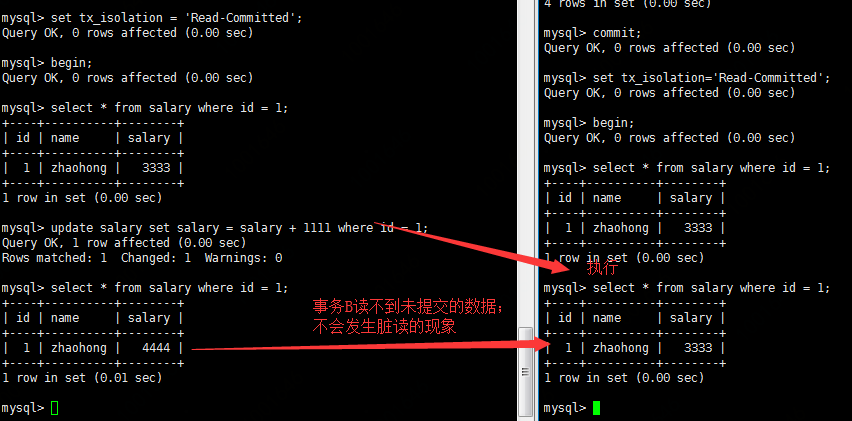 mysql> set tx_isolation = 'Read-Committed';
Query OK, 0 rows affected (0.00 sec)
mysql> begin;
Query OK, 0 rows affected (0.00 sec)
mysql> select * from salary where id = 1;
+----+----------+--------+
| id | name     | salary |
+----+----------+--------+
|  1 | zhaohong |   3333 |
+----+----------+--------+
1 row in set (0.00 sec)
mysql> update salary set salary = salary + 1111 where id = 1;
Query OK, 1 row affected (0.00 sec)
Rows matched: 1  Changed: 1  Warnings: 0
mysql> select * from salary where id = 1;
+----+----------+--------+
| id | name     | salary |
+----+----------+--------+
|  1 | zhaohong |   4444 |
+----+----------+--------+
1 row in set (0.01 sec)
mysql>
事务B读不到未提交的数据；
不会发生脏读的现象
4 rows in set (0.00 sec)
mysql> commit;
Query OK, 0 rows affected (0.00 sec)
mysql> set tx_isolation='Read-Committed';
Query OK, 0 rows affected (0.00 sec)
mysql> begin;
Query OK, 0 rows affected (0.00 sec)
mysql> select * from salary where id = 1;
+----+----------+--------+
| id | name     | salary |
+----+----------+--------+
|  1 | zhaohong |   3333 |
+----+----------+--------+
1 row in set (0.00 sec)
执行
mysql> select * from salary where id = 1;
+----+----------+--------+
| id | name     | salary |
+----+----------+--------+
|  1 | zhaohong |   3333 |
+----+----------+--------+
1 row in set (0.00 sec)
mysql>